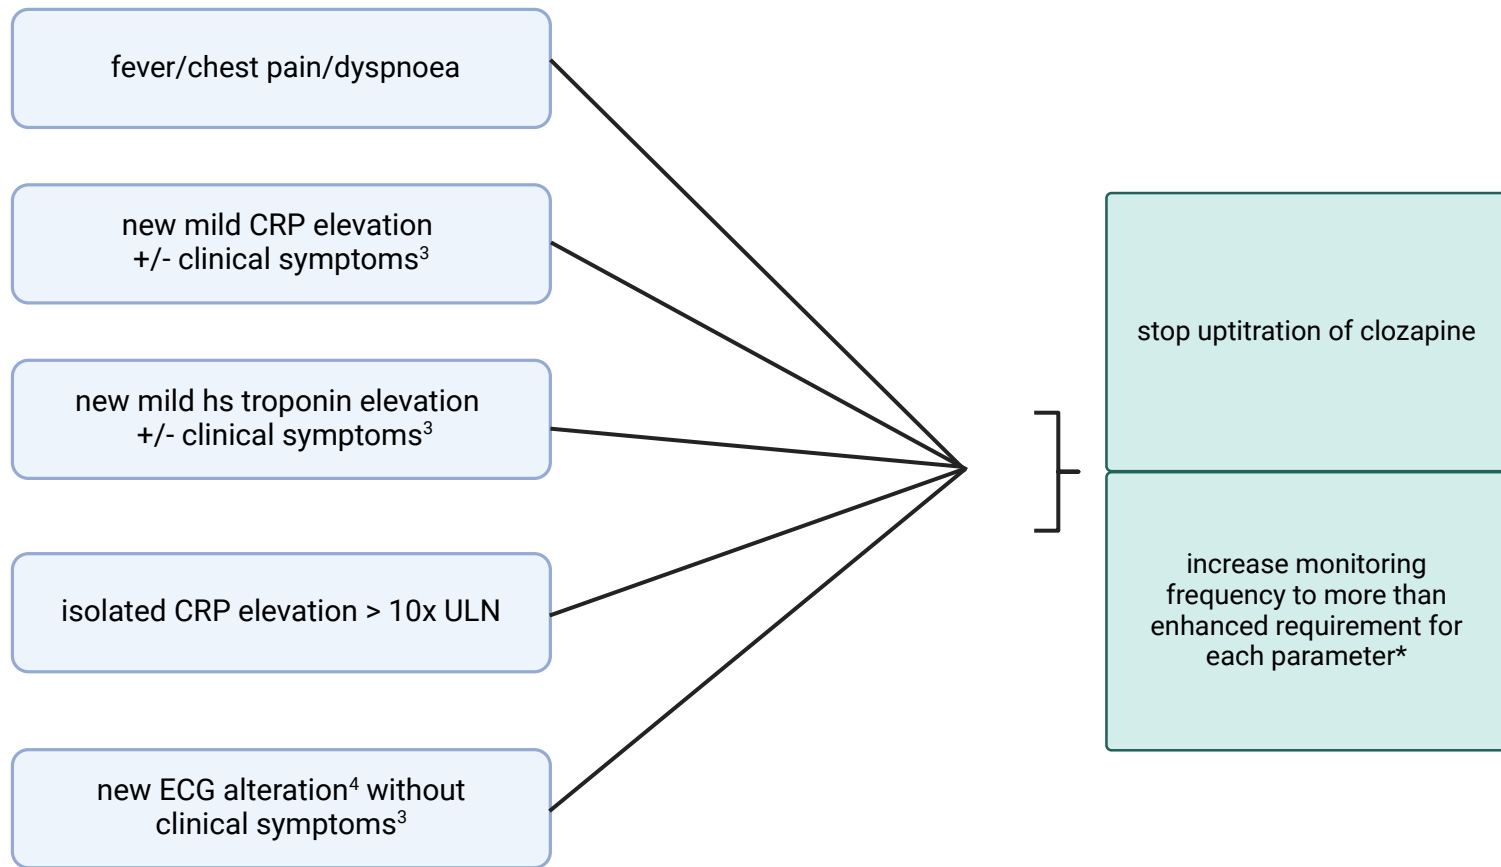 fever/chest pain/dyspnoea
new mild CRP elevation
+/- clinical symptoms³
new mild hs troponin elevation
+/- clinical symptoms³
isolated CRP elevation > 10x ULN
new ECG alteration⁴ without
clinical symptoms³
stop uptitration of clozapine
increase monitoring
frequency to more than
enhanced requirement for
each parameter*